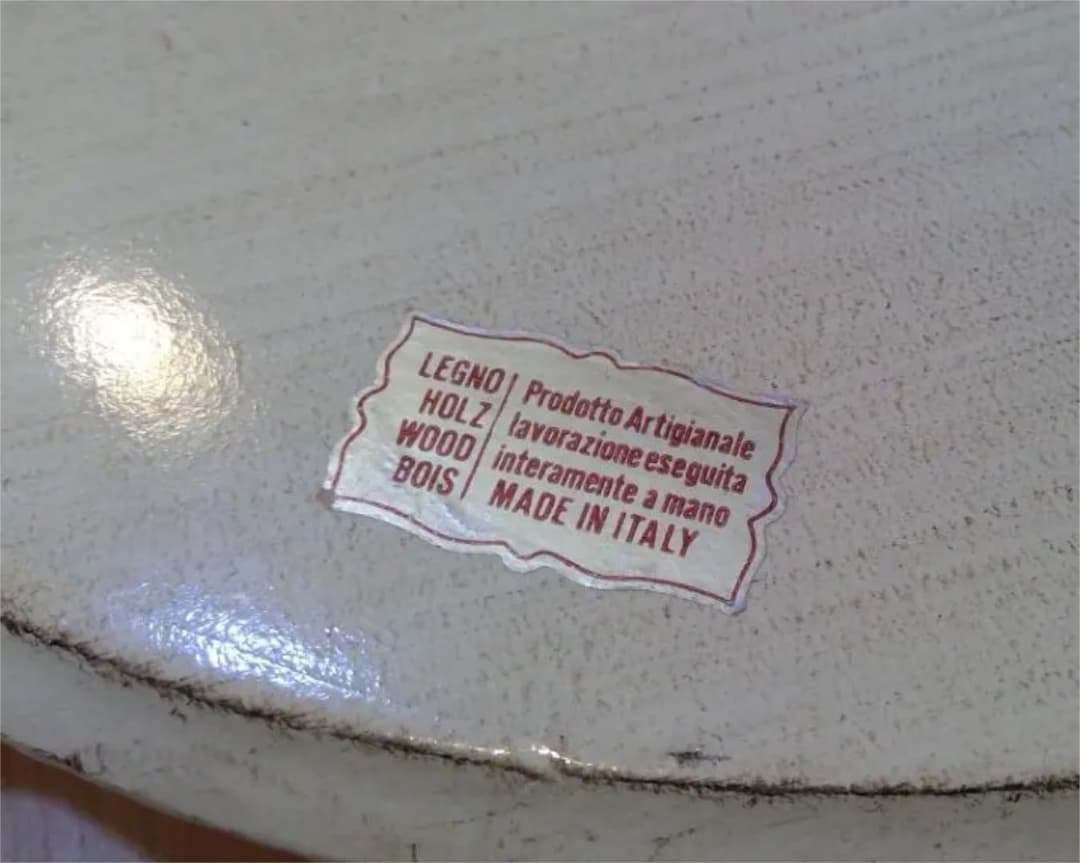 LEGNO
HOLZ
WOOD
BOIS
Prodotto Artigianale
lavorazione eseguita
interamente a mano
MADE IN ITALY